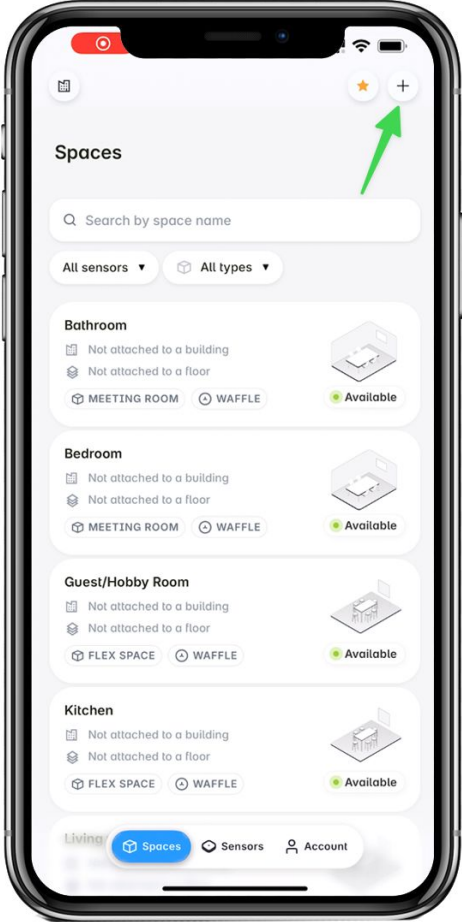 Spaces
Search by space name
All sensors ▼ All types ▼
Bathroom
Not attached to a building
Not attached to a floor
MEETING ROOM WAFFLE
Available
Bedroom
Not attached to a building
Not attached to a floor
MEETING ROOM WAFFLE
Available
Guest/Hobby Room
Not attached to a building
Not attached to a floor
FLEX SPACE WAFFLE
Available
Kitchen
Not attached to a building
Not attached to a floor
FLEX SPACE WAFFLE
Available
Living
Spaces Sensors Account